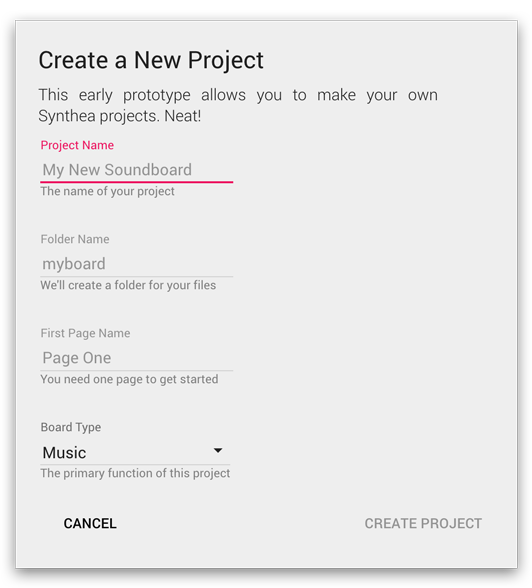 Create a New Project
This early prototype allows you to make your own
Synthea projects. Neat!
Project Name
My New Soundboard
The name of your project
Folder Name
myboard
We'll create a folder for your files
First Page Name
Page One
You need one page to get started
Board Type
Music
The primary function of this project
CANCEL
CREATE PROJECT